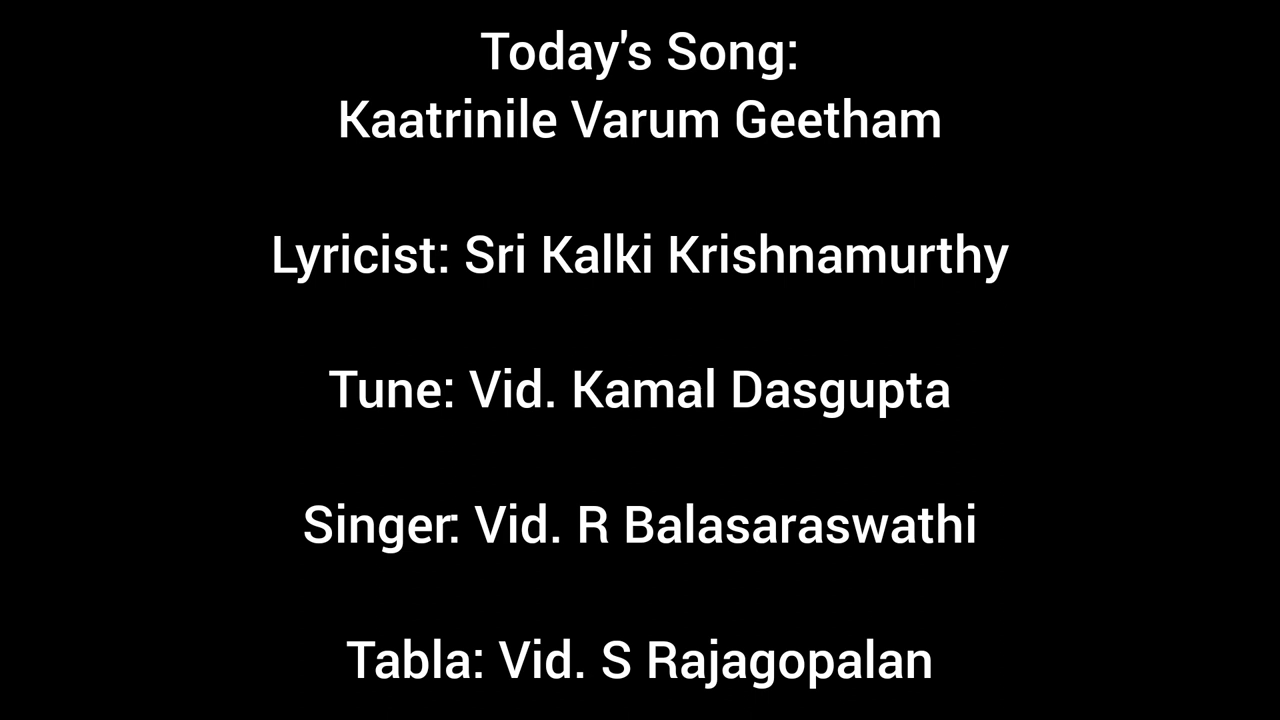 Today's Song:
Kaatrinile Varum Geetham
Lyricist: Sri Kalki Krishnamurthy
Tune: Vid. Kamal Dasgupta
Singer: Vid. R Balasaraswathi
Tabla: Vid. S Rajagopalan